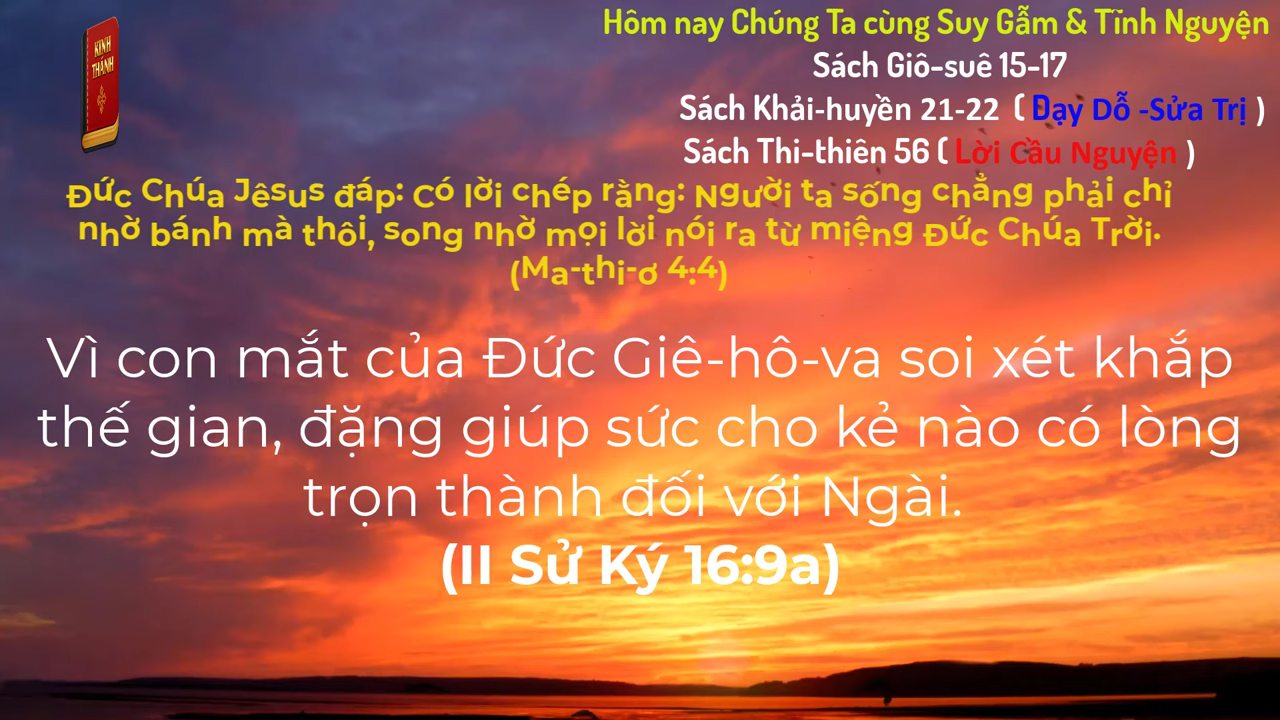 KINH
THÁNH
Hôm nay Chúng Ta cùng Suy Gẫm & Tĩnh Nguyện
Sách Giô-suê 15-17
Sách Khải-huyền 21-22 ( Dạy Dỗ -Sửa Trị )
Sách Thi-thiên 56 ( Lời Cầu Nguyện )
Đức Chúa Jêsus đáp: Có lời chép rằng: Người ta sống chẳng phải chỉ
nhờ bánh mà thôi, song nhờ mọi lời nói ra từ miệng Đức Chúa Trời.
(Ma-thi-ơ 4:4)
Vì con mắt của Đức Giê-hô-va soi xét khắp
thế gian, đặng giúp sức cho kẻ nào có lòng
trọn thành đối với Ngài.
(II Sử Ký 16:9a)